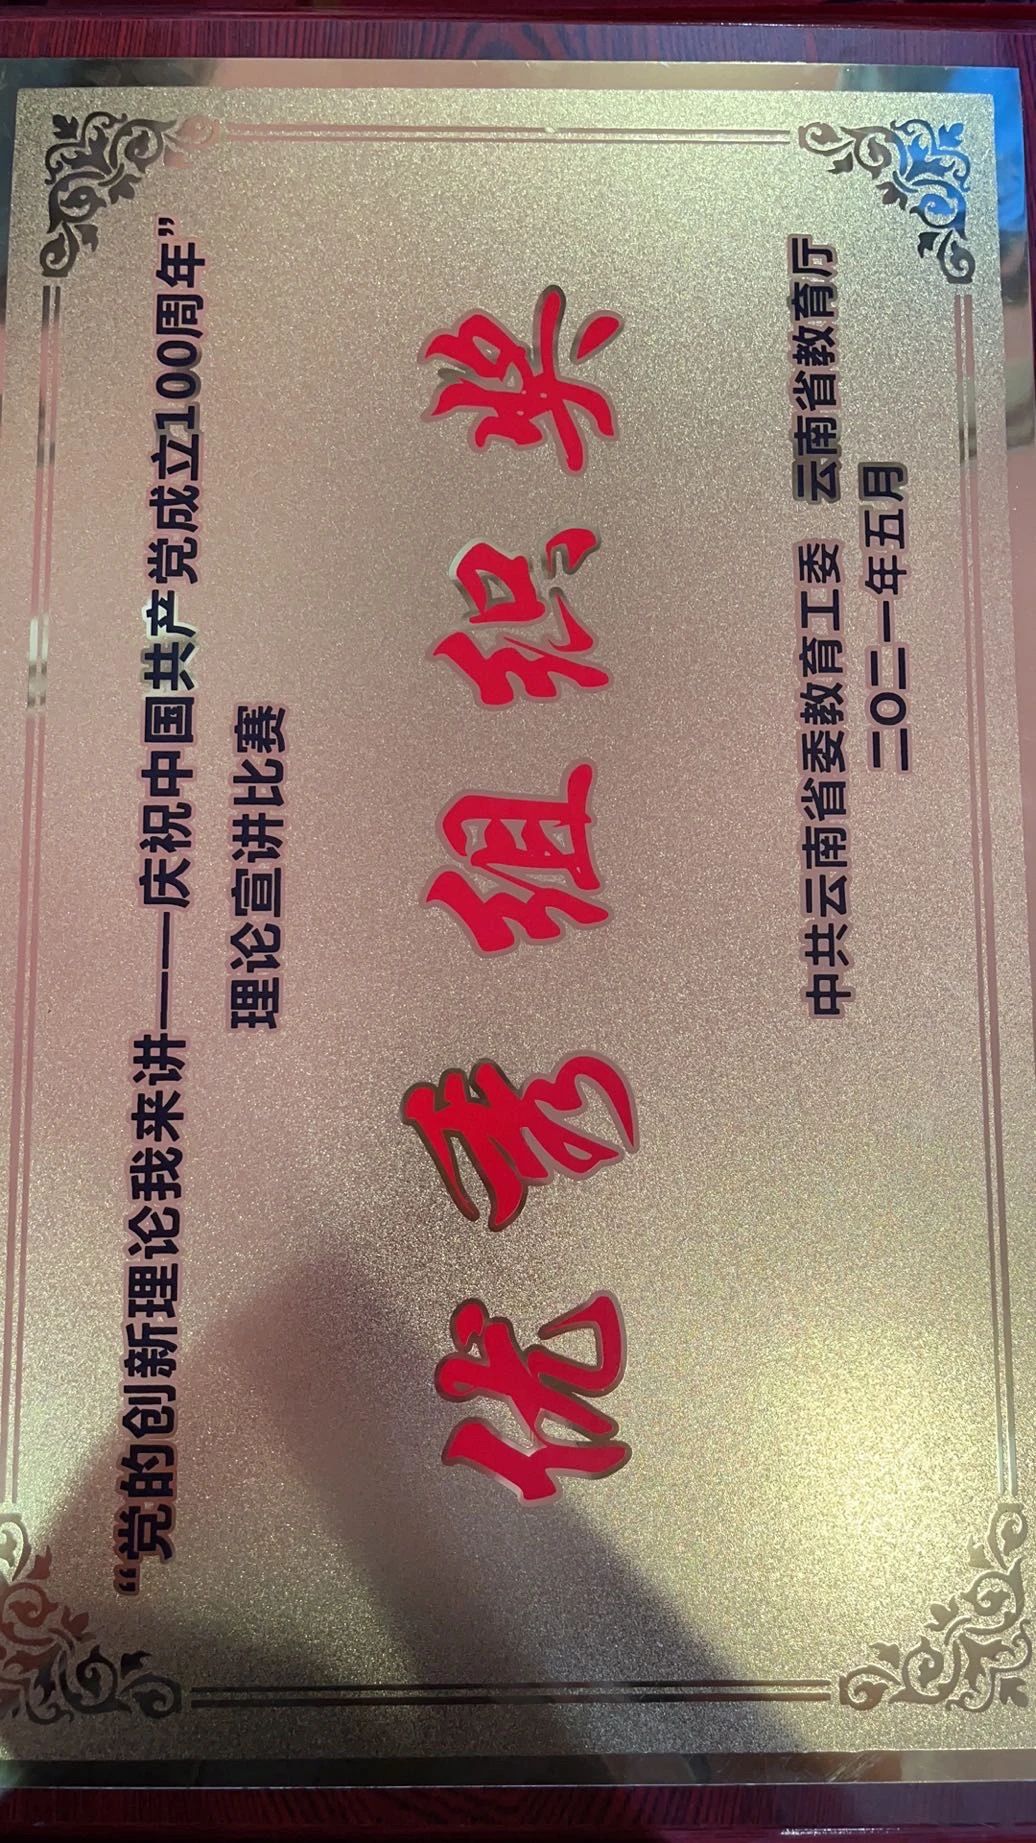 “党的创新理论我来讲——庆祝中国共产党成立100周年”
理论宣讲比赛
优秀组织奖
中共云南省委教育工委 云南省教育厅
二〇二一年五月